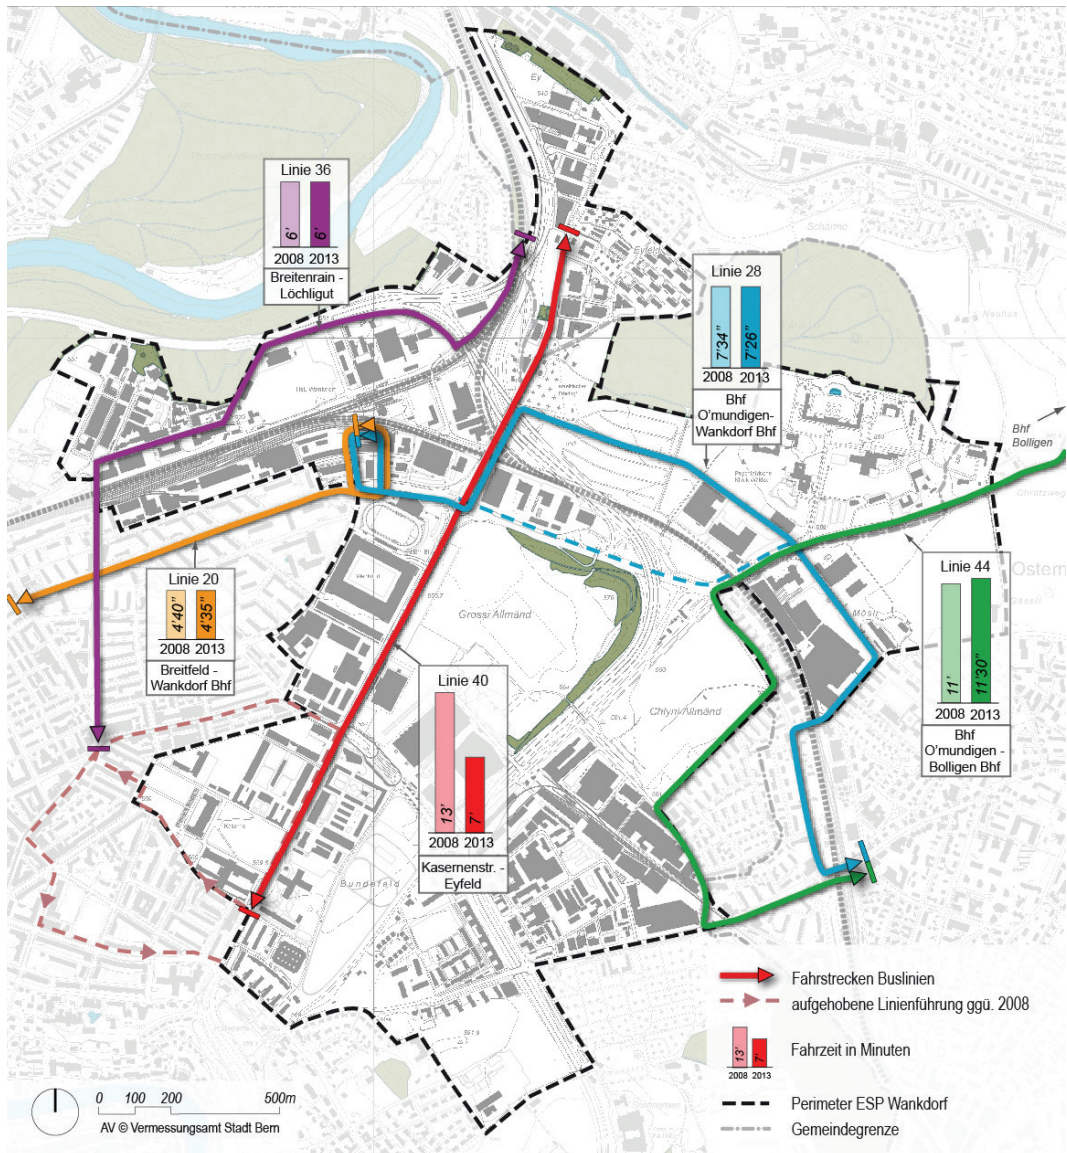 Ey
Linie 36
6'
6'
2008 2013
Breitenrain -
Löchligut
Eyfeld
Schärme
Linie 28
7'34"
7'26"
2008 2013
Bhf
O'mundigen-
Wankdorf Bhf
Neuhus
Bhf
Bolligen
Linie 20
4'40"
4'35"
2008 2013
Breitfeld -
Wankdorf Bhf
Grossi Allmänd
Mösli
Ostern
Linie 44
11'
11'30"
2008 2013
Bhf
O'mundigen -
Bolligen Bhf
Chlyni Allmänd
Linie 40
13'
7'
2008 2013
Kasernenstr. -
Eyfeld
Bundefeld
Fahrstrecken Buslinien
aufgehobene Linienführung ggü. 2008
13'
7'
2008 2013
Fahrzeit in Minuten
Perimeter ESP Wankdorf
Gemeindegrenze
0 100 200 500m
AV © Vermessungsamt Stadt Bern